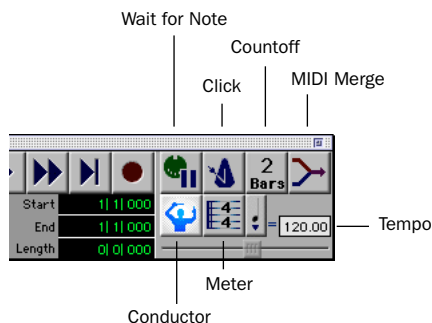 Wait for Note
Countoff
Click
MIDI Merge
2
Bars
Start 1| 1| 000
4
4
= 120.00
Tempo
End 1| 1| 000
Length 0| 0| 000
Meter
Conductor